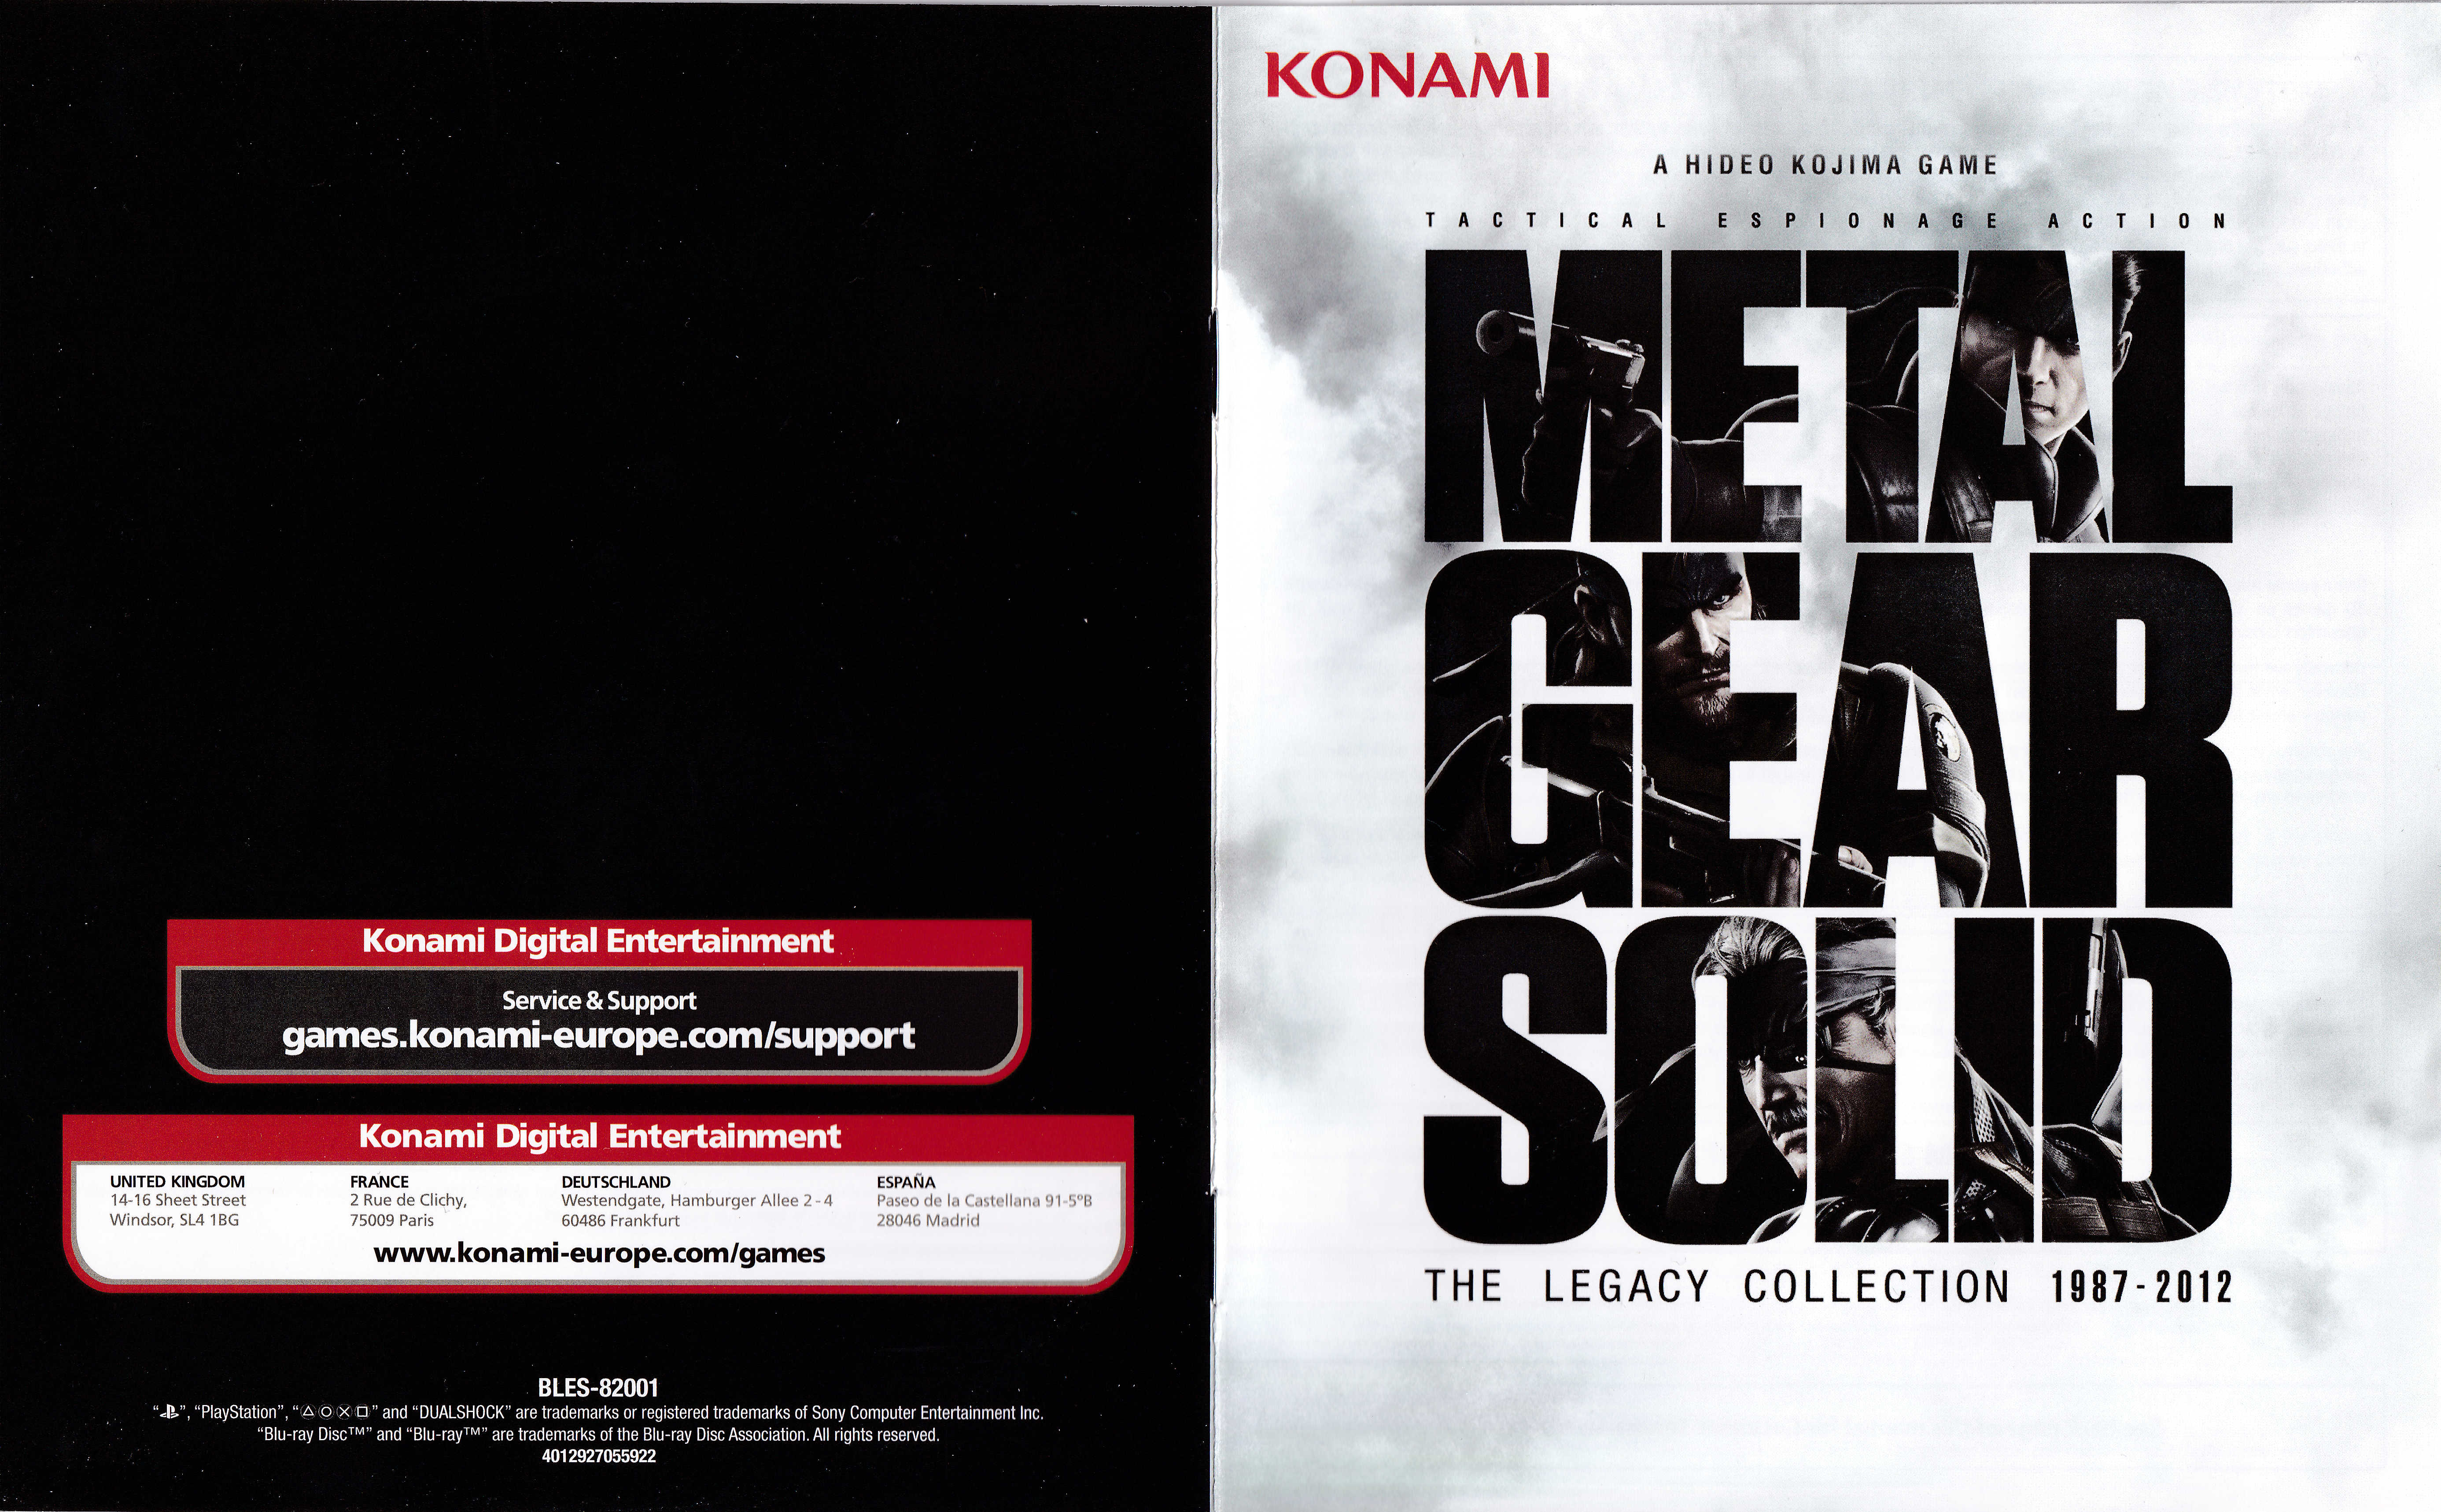 Konami Digital Entertainment
Service & Support
games.konami-europe.com/support
Konami Digital Entertainment
UNITED KINGDOM
14-16 Sheet Street
Windsor, SL4 1BG
FRANCE
2 Rue de Clichy,
75009 Paris
DEUTSCHLAND
Westendgate, Hamburger Allee 2-4
60486 Frankfurt
ESPAÑA
Paseo de la Castellana 91-5ºB
28046 Madrid
www.konami-europe.com/games
BLES-82001
“”, “PlayStation”, “△○✕□” and “DUALSHOCK” are trademarks or registered trademarks of Sony Computer Entertainment Inc.
“Blu-ray Disc™” and “Blu-ray™” are trademarks of the Blu-ray Disc Association. All rights reserved.
4012927055922
KONAMI
A HIDEO KOJIMA GAME
TACTICAL ESPIONAGE ACTION
METAL
GEAR
SOLID
THE LEGACY COLLECTION 1987-2012